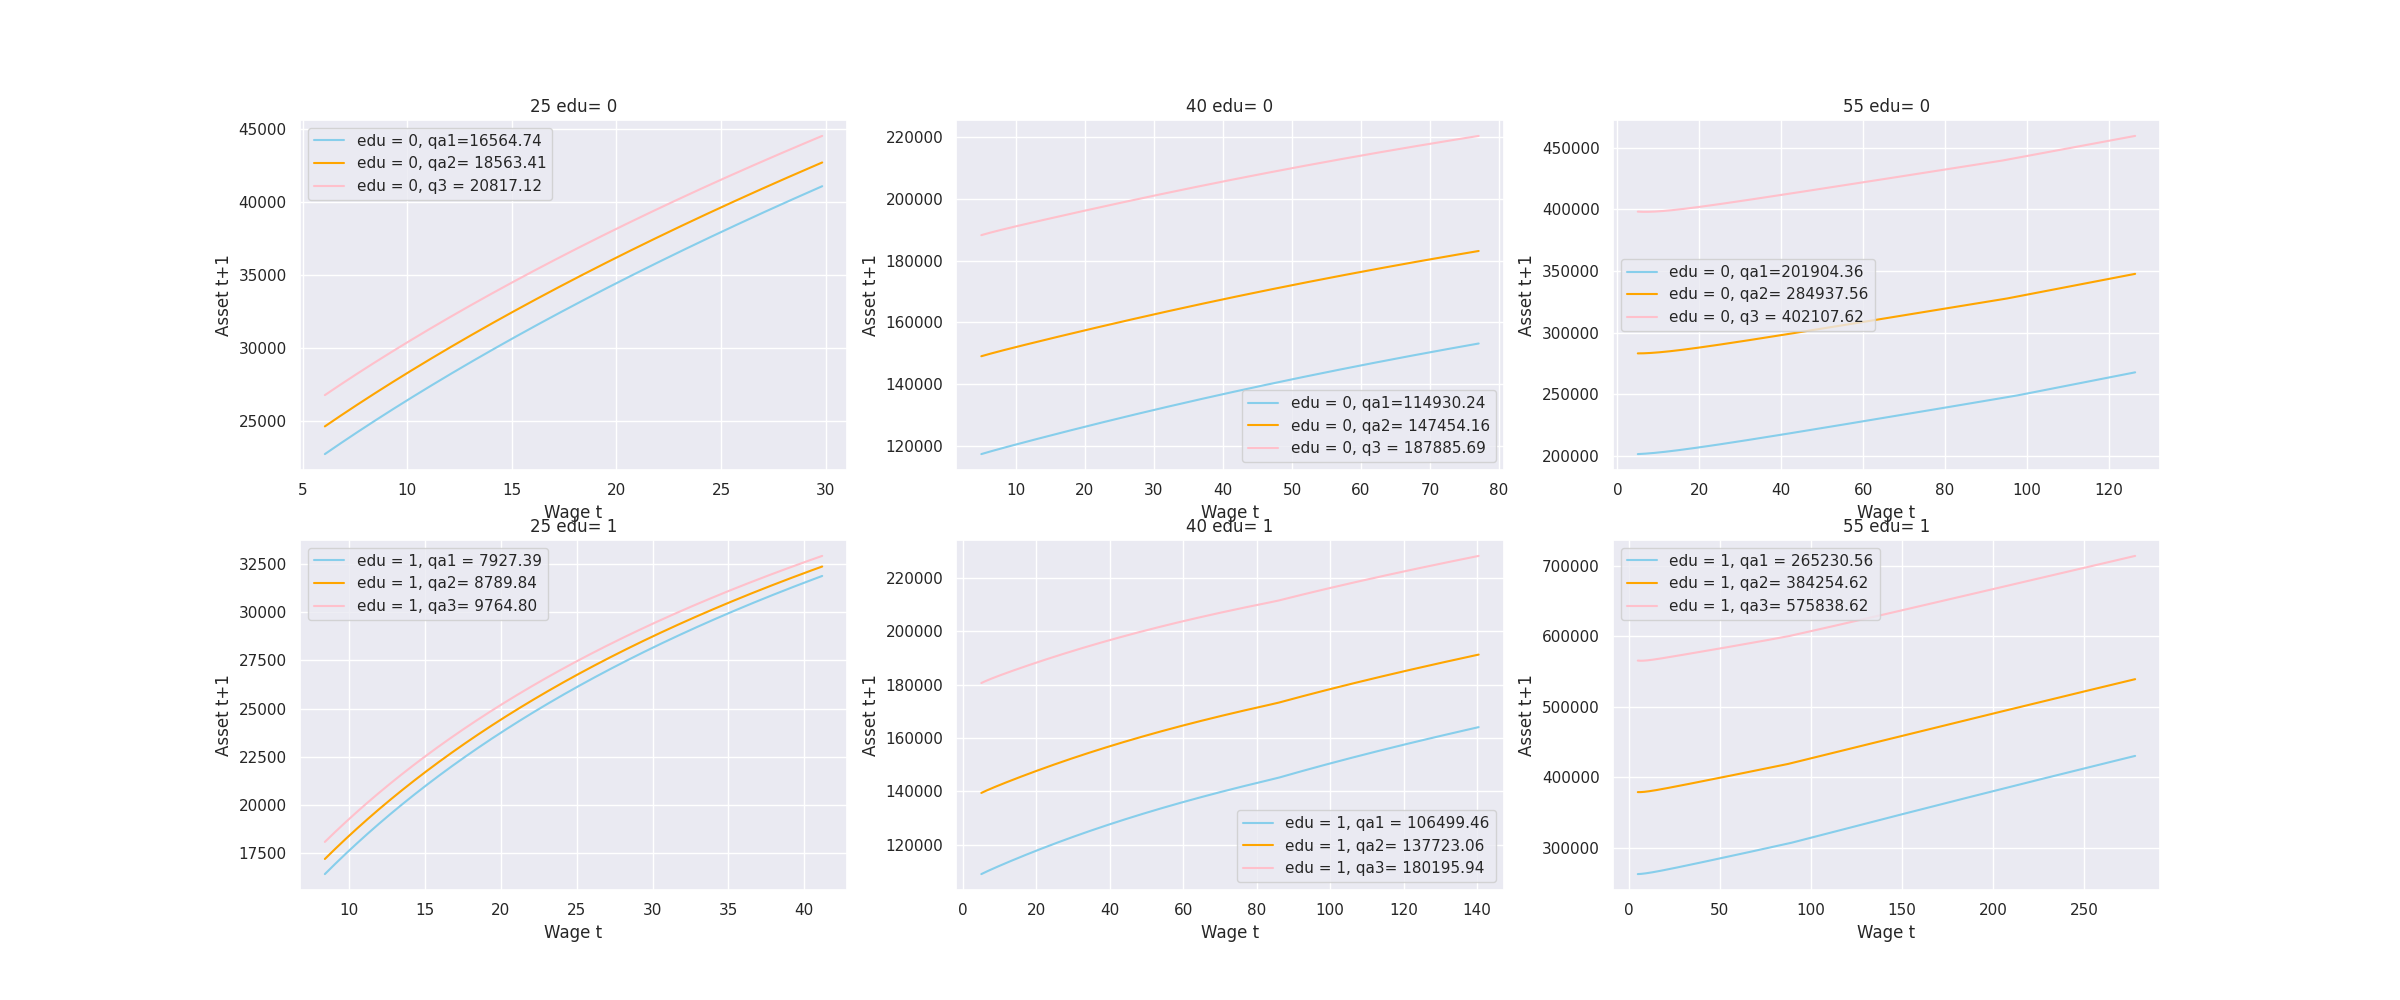 25 edu= 0
45000
40000
35000
30000
25000
Asset t+1
edu = 0, qa1=16564.74
edu = 0, qa2= 18563.41
edu = 0, q3 = 20817.12
5 10 15 20 25 30
Wage t
40 edu= 0
220000
200000
180000
160000
140000
120000
Asset t+1
edu = 0, qa1=114930.24
edu = 0, qa2= 147454.16
edu = 0, q3 = 187885.69
10 20 30 40 50 60 70 80
Wage t
55 edu= 0
450000
400000
350000
300000
250000
200000
Asset t+1
edu = 0, qa1=201904.36
edu = 0, qa2= 284937.56
edu = 0, q3 = 402107.62
0 20 40 60 80 100 120
Wage t
25 edu= 1
32500
30000
27500
25000
22500
20000
17500
Asset t+1
edu = 1, qa1 = 7927.39
edu = 1, qa2= 8789.84
edu = 1, qa3= 9764.80
10 15 20 25 30 35 40
Wage t
40 edu= 1
220000
200000
180000
160000
140000
120000
Asset t+1
edu = 1, qa1 = 106499.46
edu = 1, qa2= 137723.06
edu = 1, qa3= 180195.94
0 20 40 60 80 100 120 140
Wage t
55 edu= 1
700000
600000
500000
400000
300000
Asset t+1
edu = 1, qa1 = 265230.56
edu = 1, qa2= 384254.62
edu = 1, qa3= 575838.62
0 50 100 150 200 250
Wage t